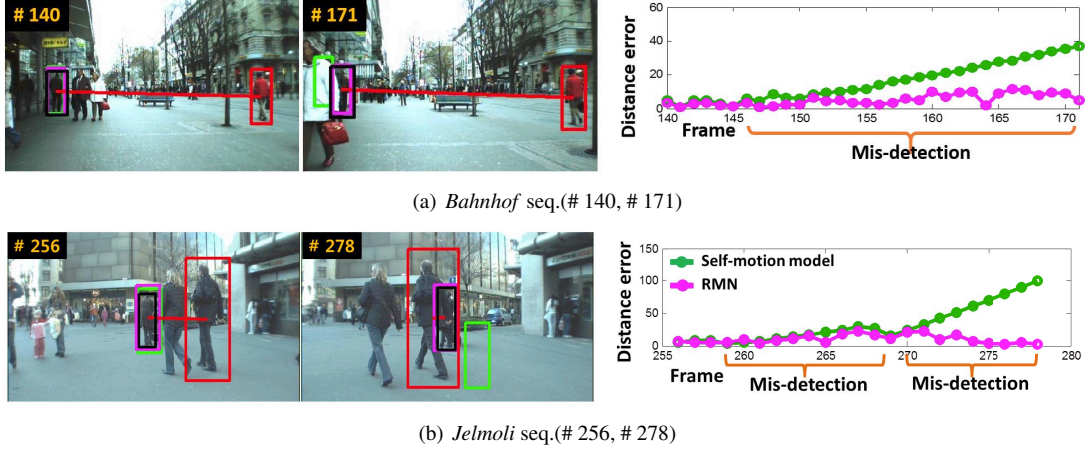 # 140
# 171
Distance error
60
40
20
0
140 145 150 155 160 165 170
Frame
Mis-detection
(a) Bahnhof seq.(# 140, # 171)
# 256
# 278
Distance error
150
100
50
0
Self-motion model
RMN
255 260 265 270 275 280
Frame
Mis-detection Mis-detection
(b) Jelmoli seq.(# 256, # 278)